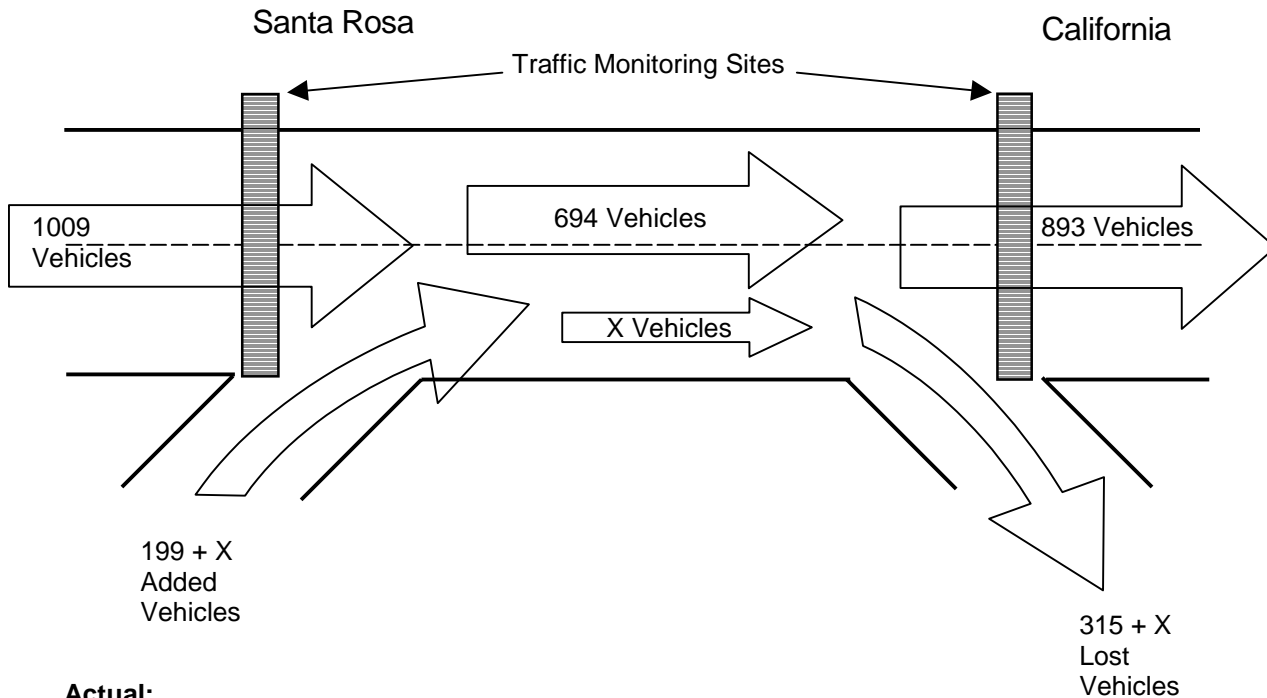 Santa Rosa
California
Traffic Monitoring Sites
1009
Vehicles
694 Vehicles
893 Vehicles
X Vehicles
199 + X
Added
Vehicles
315 + X
Lost
Vehicles
Actual: